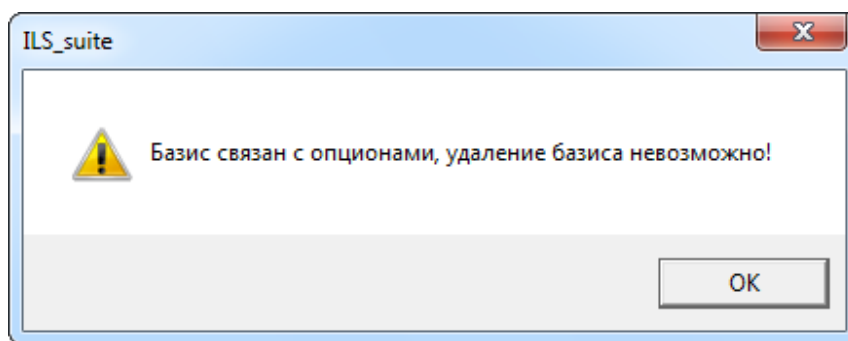 ILS_suite
Базис связан с опционами, удаление базиса невозможно!
OK